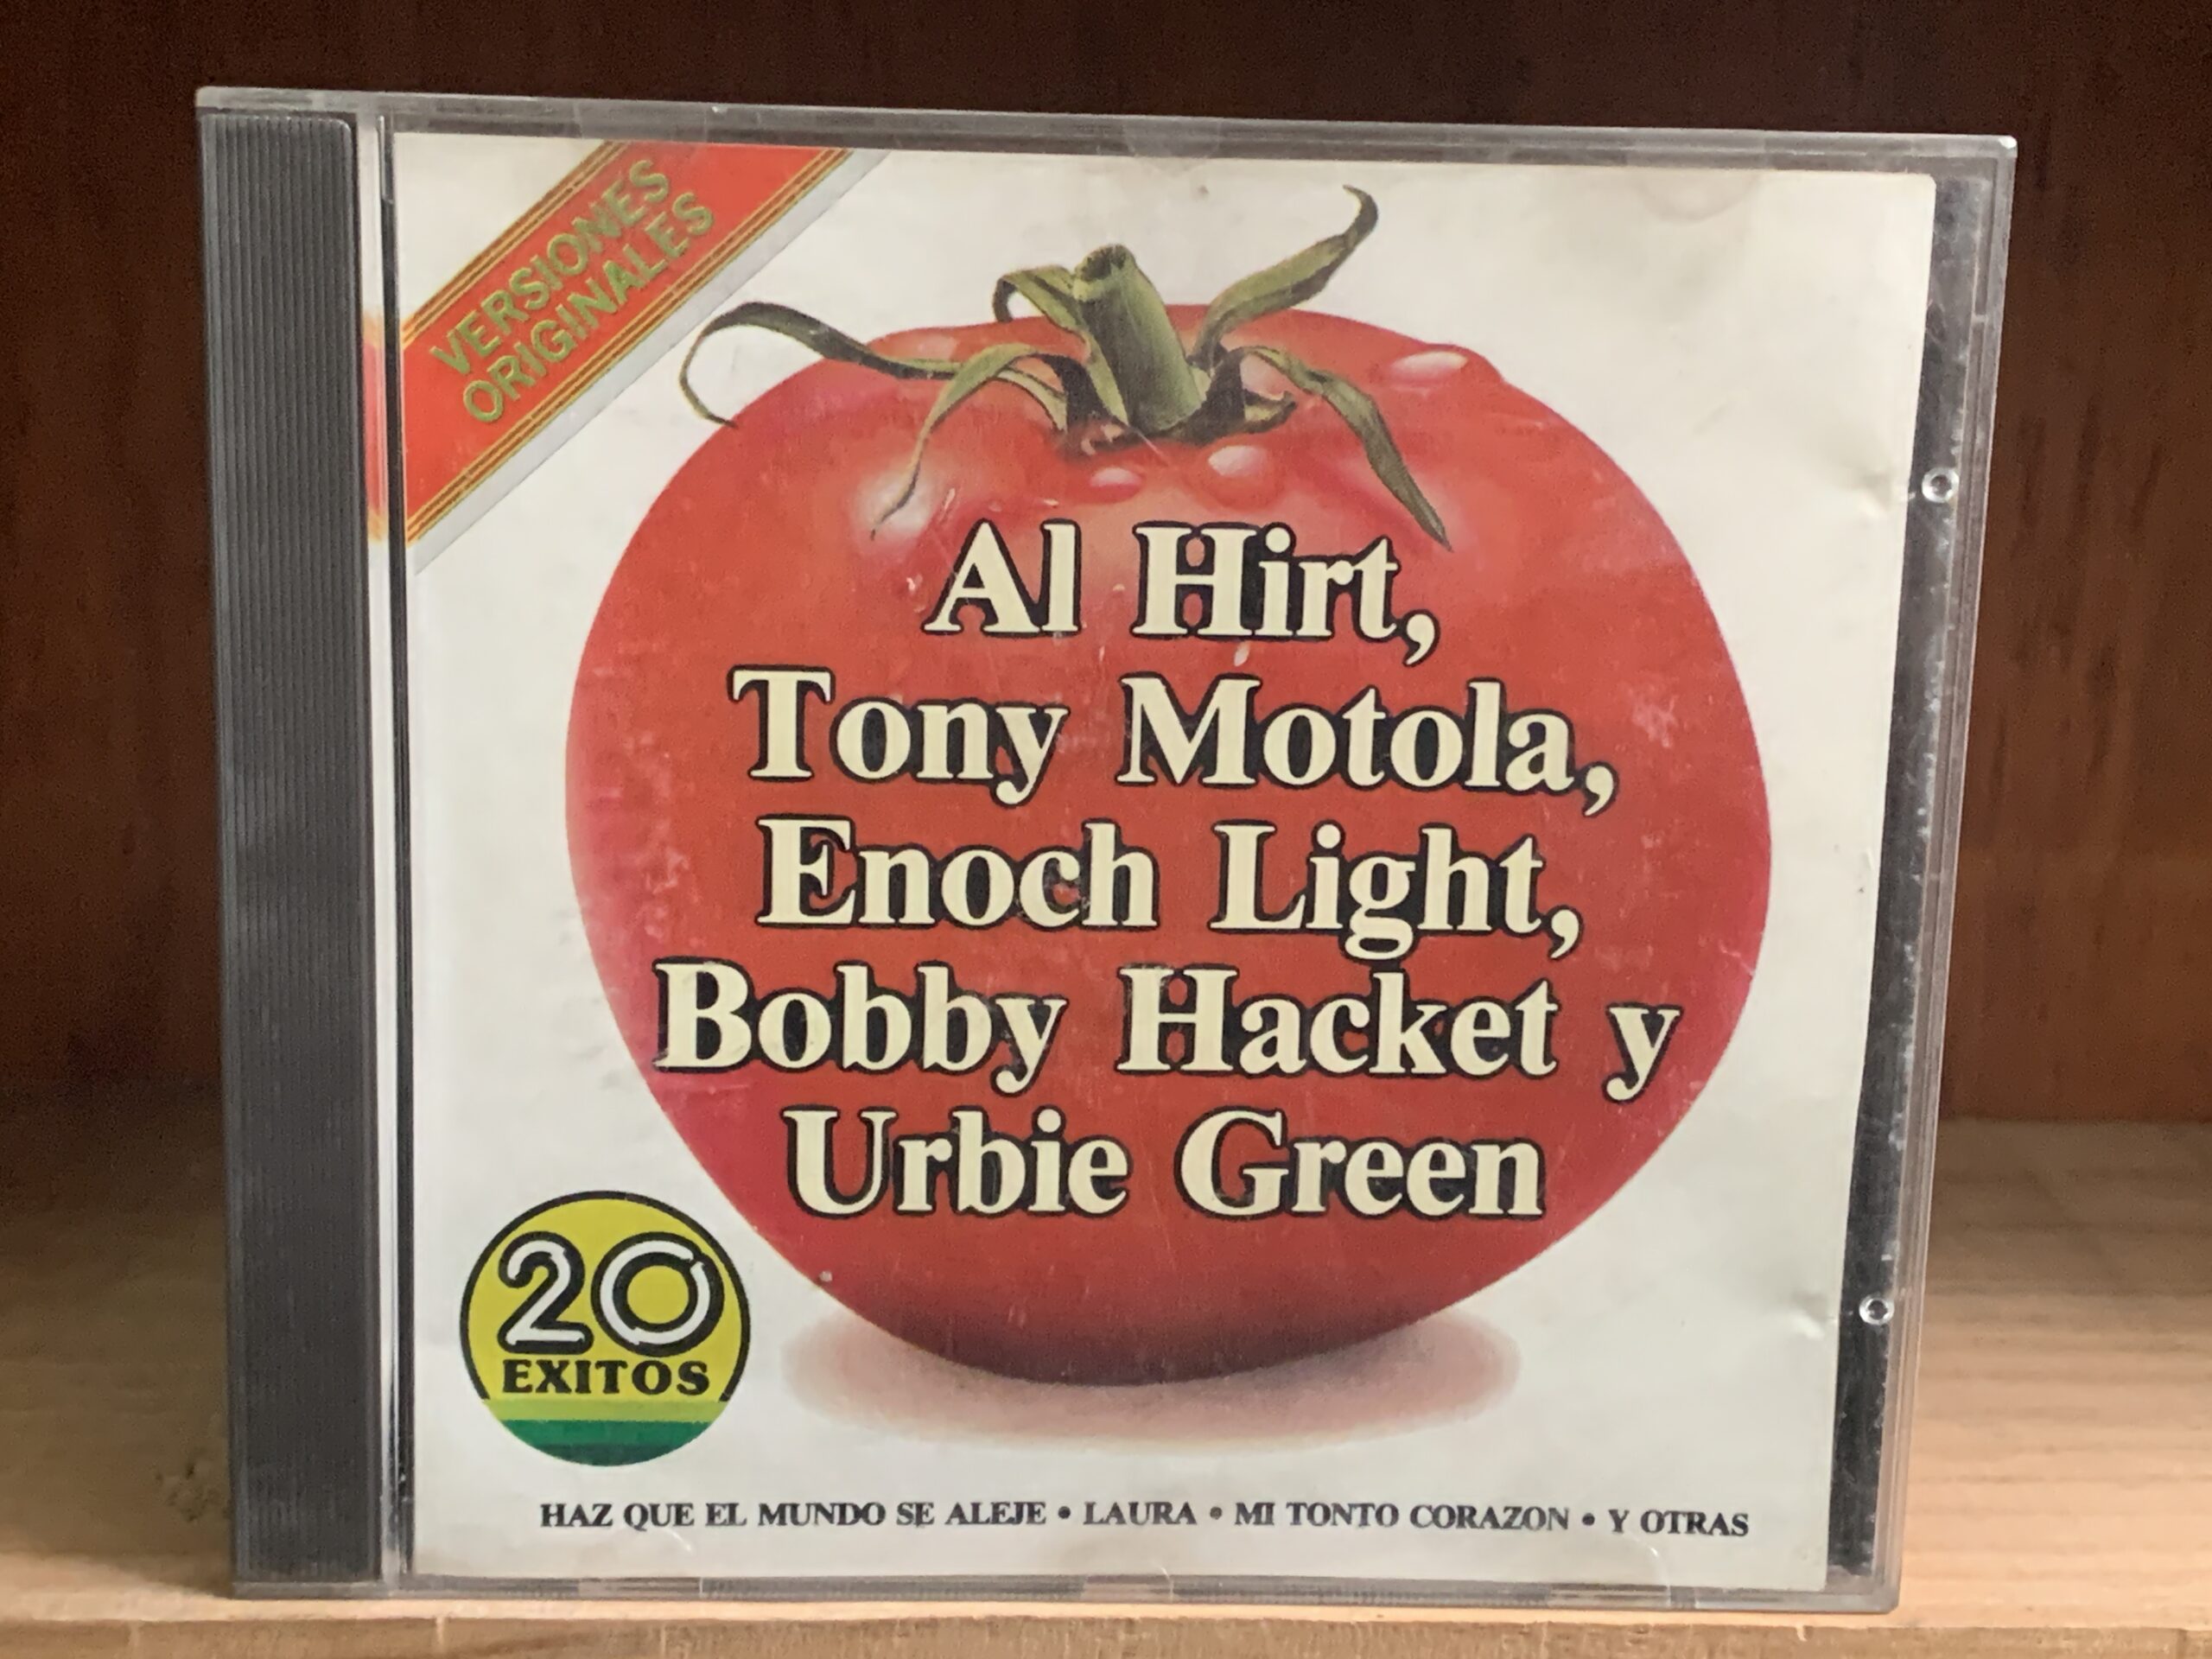 VERSIONES
ORIGINALES
Al Hirt,
Tony Motola,
Enoch Light,
Bobby Hacket y
Urbie Green
20
EXITOS
HAZ QUE EL MUNDO SE ALEJE • LAURA • MI TONTO CORAZON • Y OTRAS